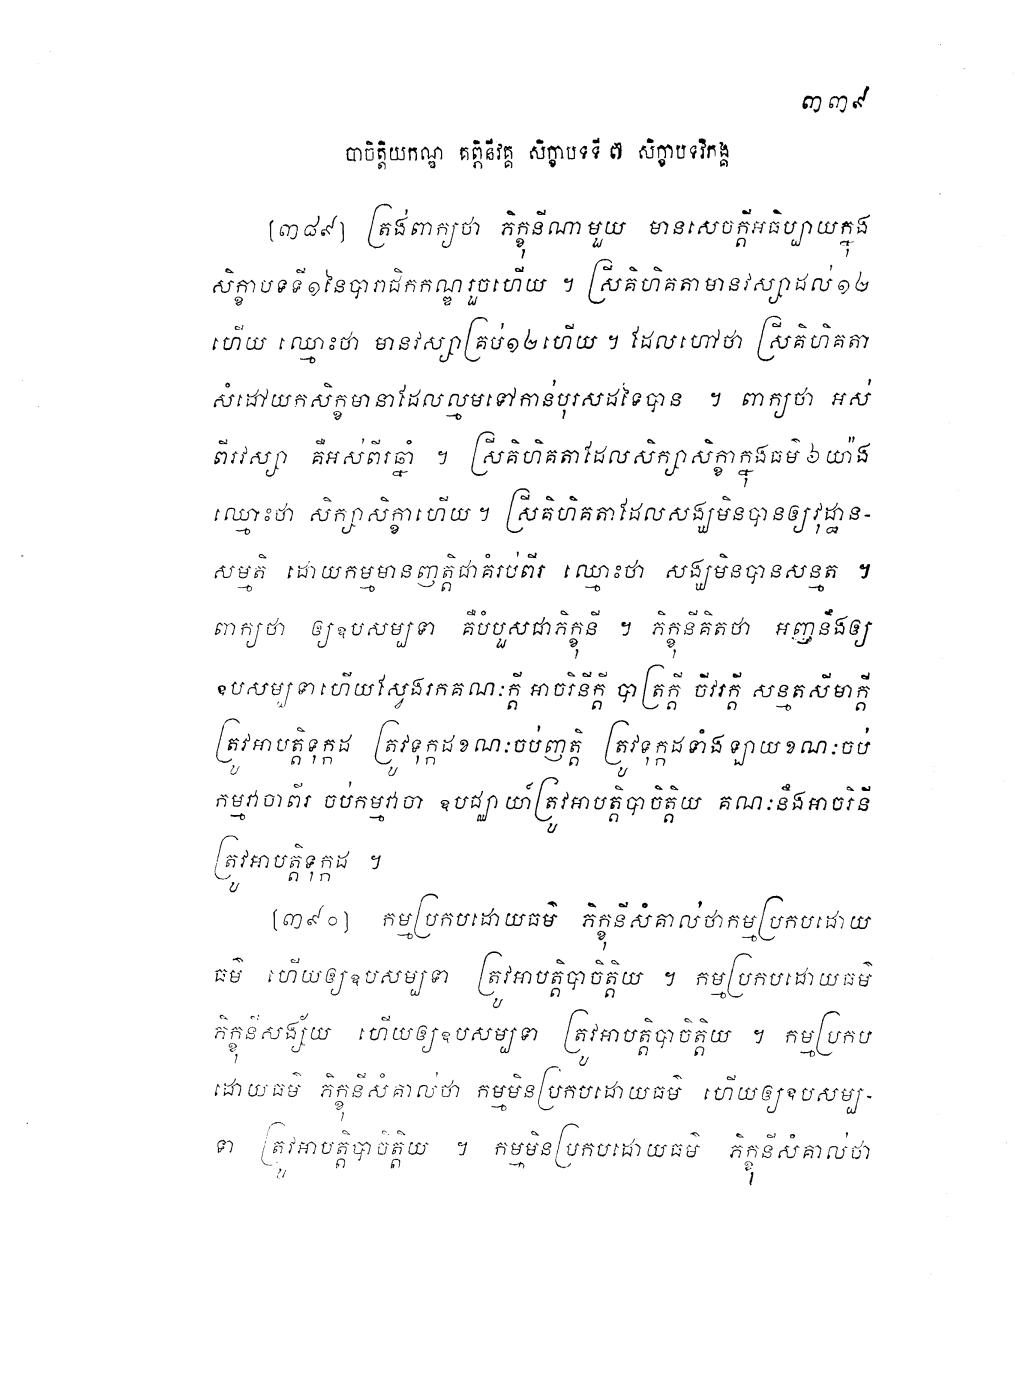 ៣៣៩
បាចិត្តិយកណ្ឌ គព្ភិនីវគ្គ សិក្ខាបទទី ៧ សិក្ខាបទវិភង្គ
[៣៨៩] ត្រង់ពាក្យថា ភិក្ខុនីណាមួយ មានសេចក្តីអធិប្បាយក្នុង
សិក្ខាបទទី១នៃបារាជិកកណ្ឌរួចហើយ ។ ស្រីគិហិគតាមានវស្សាដល់១២
ហើយ ឈ្មោះថា មានវស្សាគ្រប់១២ហើយ ។ ដែលហៅថា ស្រីគិហិគតា
សំដៅយកសិក្ខមានាដែលល្មមទៅកាន់បុរសដទៃបាន ។ ពាក្យថា អស់
ពីរវស្សា គឺអស់ពីរឆ្នាំ ។ ស្រីគិហិគតាដែលសិក្សាសិក្ខាក្នុងធម៌ ៦ យ៉ាង
ឈ្មោះថា សិក្សាសិក្ខាហើយ ។ ស្រីគិហិគតាដែលសង្ឃមិនបានឲ្យវុដ្ឋាន-
សម្មតិ ដោយកម្មមានញត្តិជាគំរប់ពីរ ឈ្មោះថា សង្ឃមិនបានសន្មត ។
ពាក្យថា ឲ្យឧបសម្បទា គឺបំបួសជាភិក្ខុនី ។ ភិក្ខុនីគិតថា អញនឹងឲ្យ
ឧបសម្បទាហើយស្វែងរកគណៈក្តី អាចរិនីក្តី បាត្រក្តី ចីវរក្តី សន្មតសីមាក្តី
ត្រូវអាបត្តិទុក្កដ ត្រូវទុក្កដខណៈចប់ញត្តិ ត្រូវទុក្កដទាំងឡាយខណៈចប់
កម្មវាចាពីរ ចប់កម្មវាចា ឧបជ្ឈាយ៍ត្រូវអាបត្តិបាចិត្តិយ គណៈនឹងអាចរិនី
ត្រូវអាបត្តិទុក្កដ ។
[៣៩០] កម្មប្រកបដោយធម៌ ភិក្ខុនីសំគាល់ថាកម្មប្រកបដោយ
ធម៌ ហើយឲ្យឧបសម្បទា ត្រូវអាបត្តិបាចិត្តិយ ។ កម្មប្រកបដោយធម៌
ភិក្ខុនីសង្ស័យ ហើយឲ្យឧបសម្បទា ត្រូវអាបត្តិបាចិត្តិយ ។ កម្មប្រកប
ដោយធម៌ ភិក្ខុនីសំគាល់ថា កម្មមិនប្រកបដោយធម៌ ហើយឲ្យឧបសម្ប-
ទា ត្រូវអាបត្តិបាចិត្តិយ ។ កម្មមិនប្រកបដោយធម៌ ភិក្ខុនីសំគាល់ថា